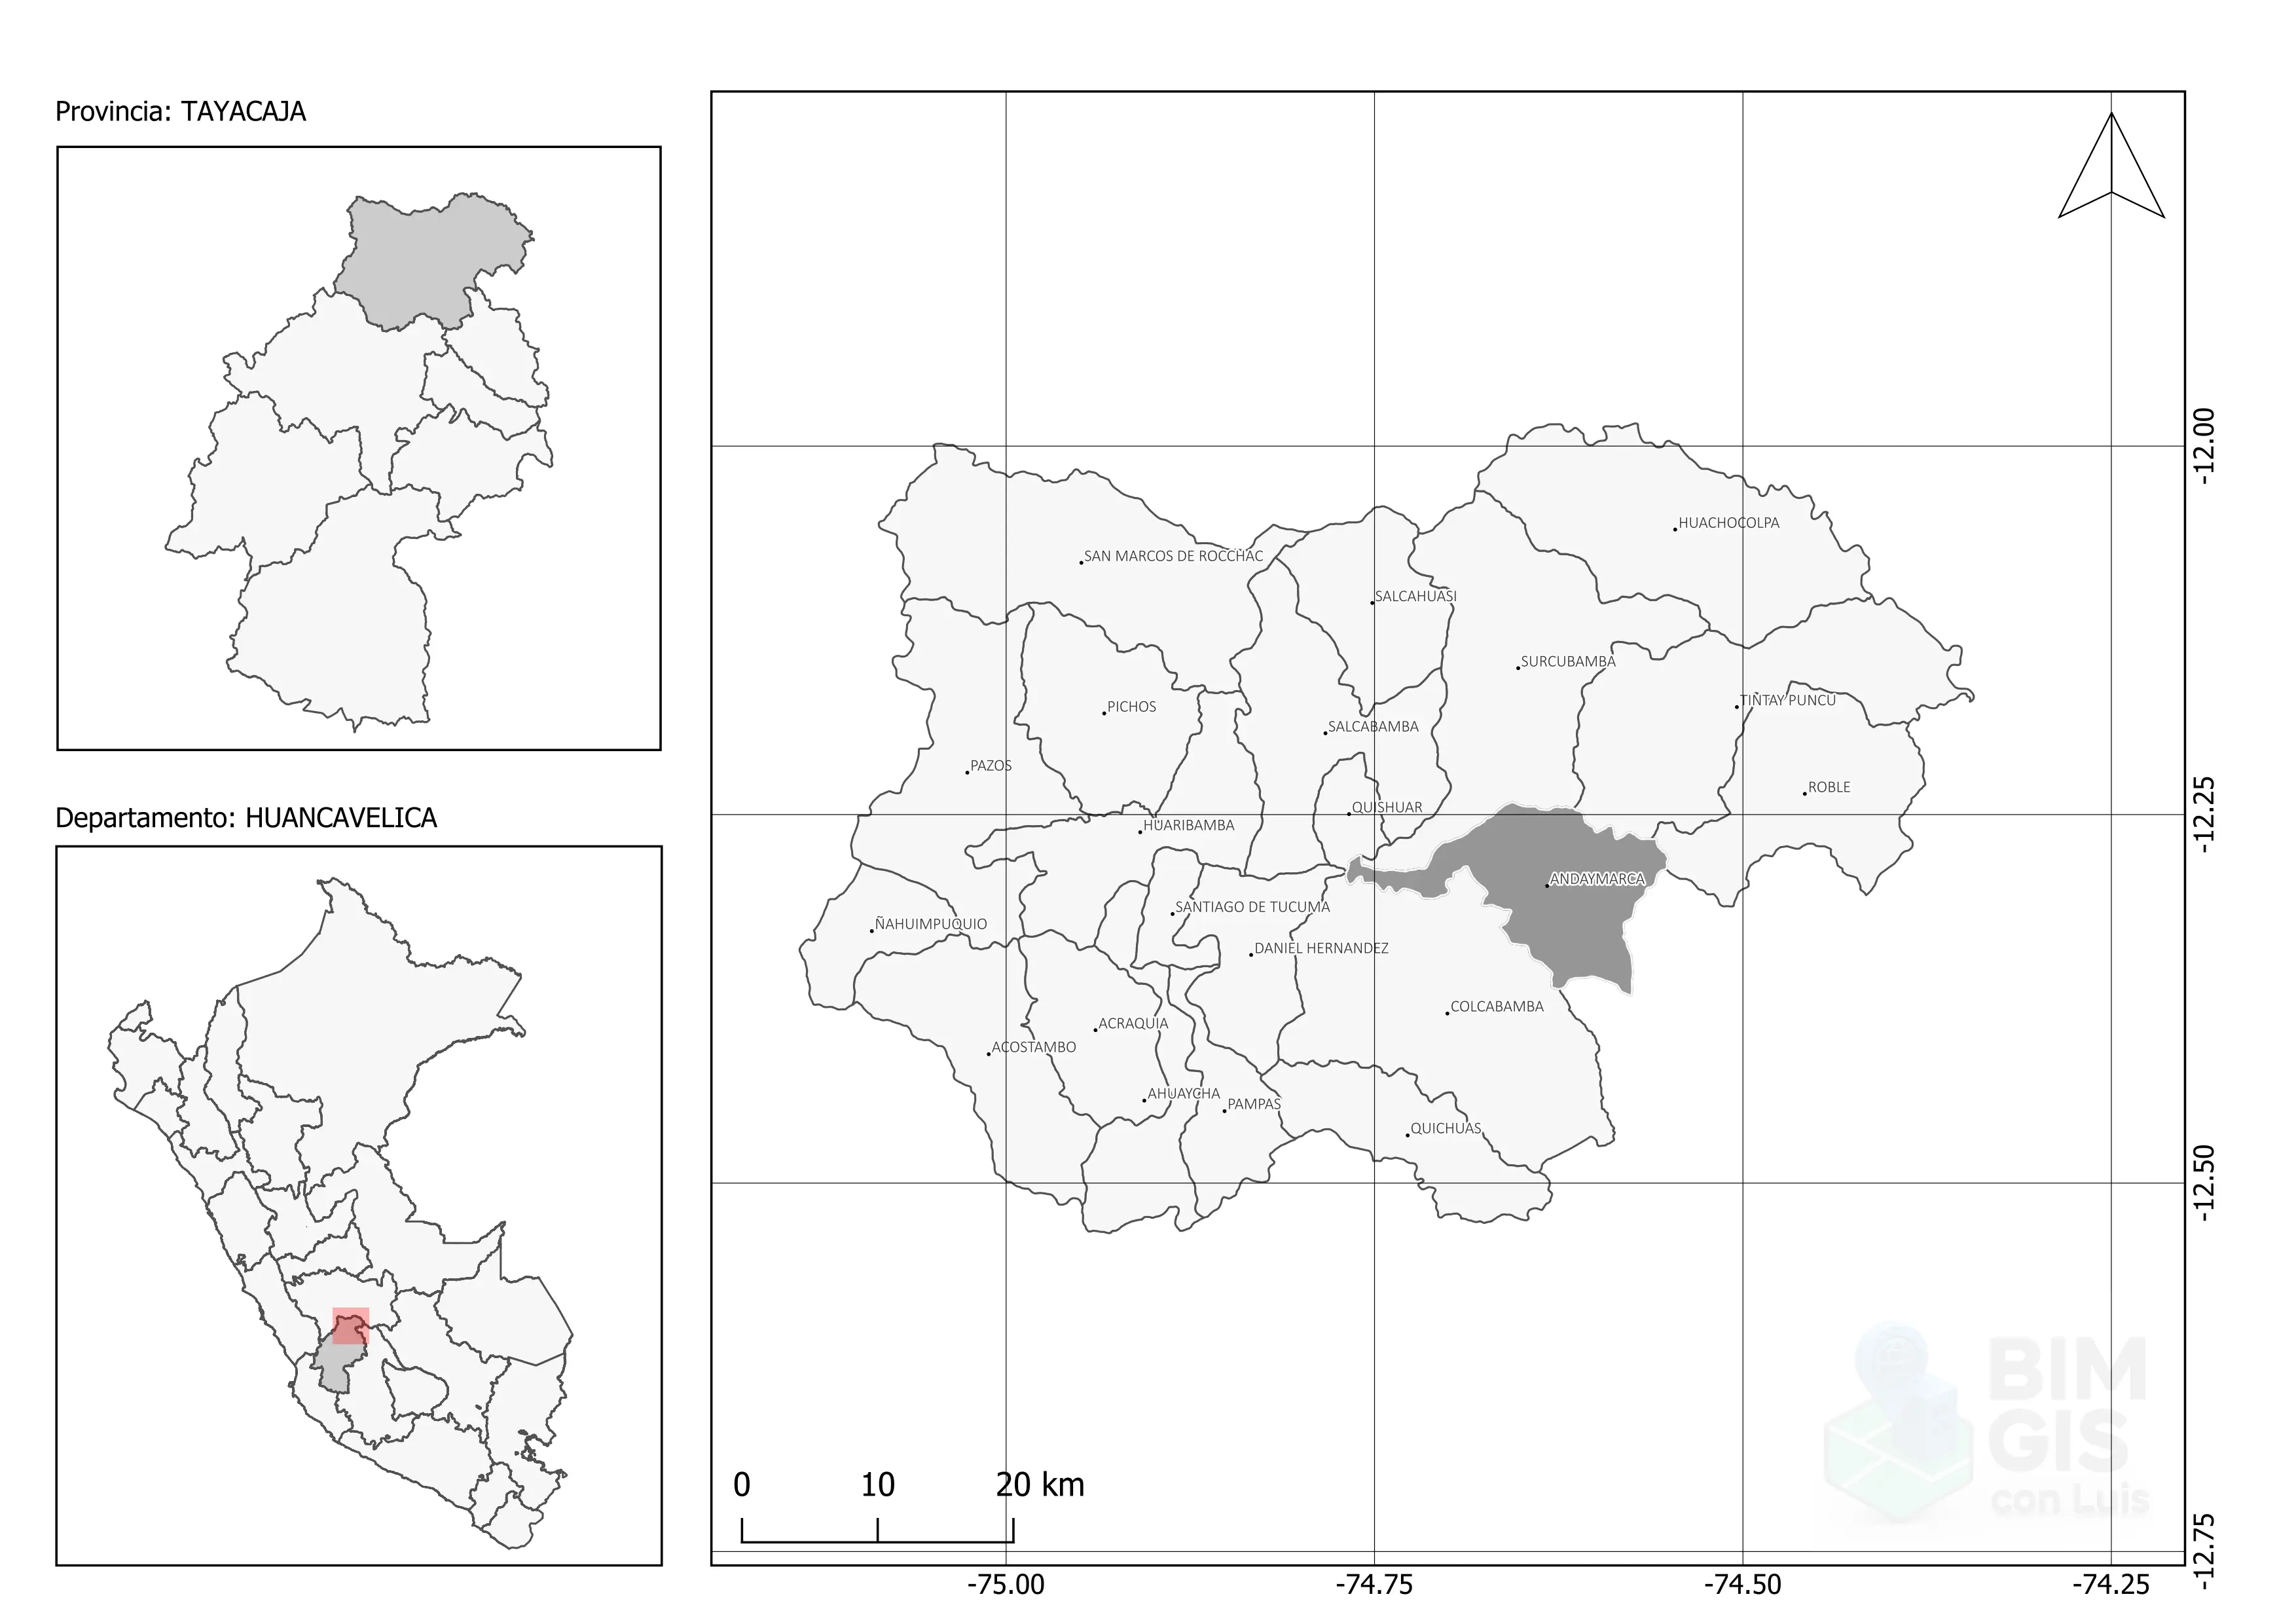 Provincia: TAYACAJA
Departamento: HUANCAVELICA
HUACHOCOLPA
SAN MARCOS DE ROCCHAC
SALCAHUASI
SURCUBAMBA
TINTAY PUNCU
PICHOS
SALCABAMBA
PAZOS
ROBLE
QUISHUAR
HUARIBAMBA
ANDAYMARCA
SANTIAGO DE TUCUMA
ÑAHUIMPUQUIO
DANIEL HERNANDEZ
COLCABAMBA
ACRAQUIA
ACOSTAMBO
AHUAYCHA
PAMPAS
QUICHUAS
-12.00
-12.25
-12.50
-12.75
BIM
GIS
con Luis
0 10 20 km
-75.00 -74.75 -74.50 -74.25